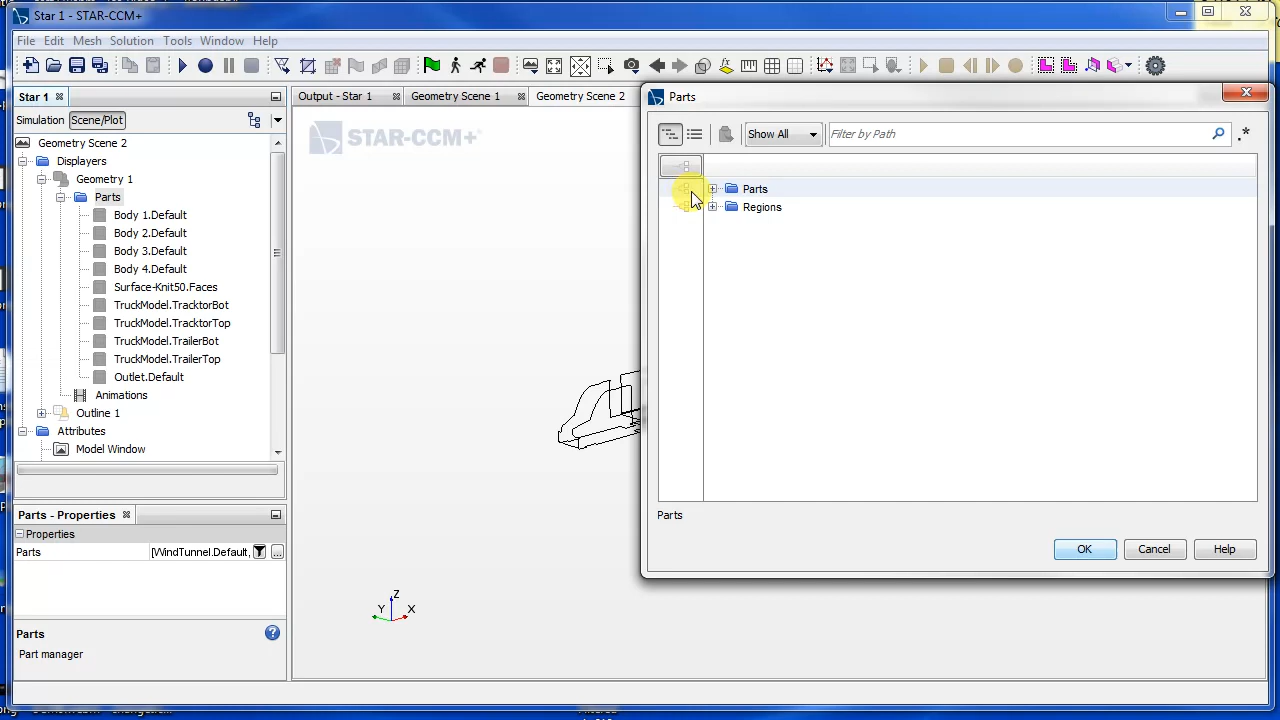 Star 1 - STAR-CCM+
File Edit Mesh Solution Tools Window Help
Star 1
Output - Star 1 Geometry Scene 1 Geometry Scene 2
Simulation Scene/Plot
STAR-CCM+
Geometry Scene 2
Displayers
Geometry 1
Parts
Body 1.Default
Body 2.Default
Body 3.Default
Body 4.Default
Surface-Knit50.Faces
TruckModel.TracktorBot
TruckModel.TracktorTop
TruckModel.TrailerBot
TruckModel.TrailerTop
Outlet.Default
Animations
Outline 1
Attributes
Model Window
Parts - Properties
Properties
Parts [WindTunnel.Default, ...
Parts
Part manager
Z
Y X
Parts
Show All Filter by Path .*
Parts
Regions
Parts
OK Cancel Help